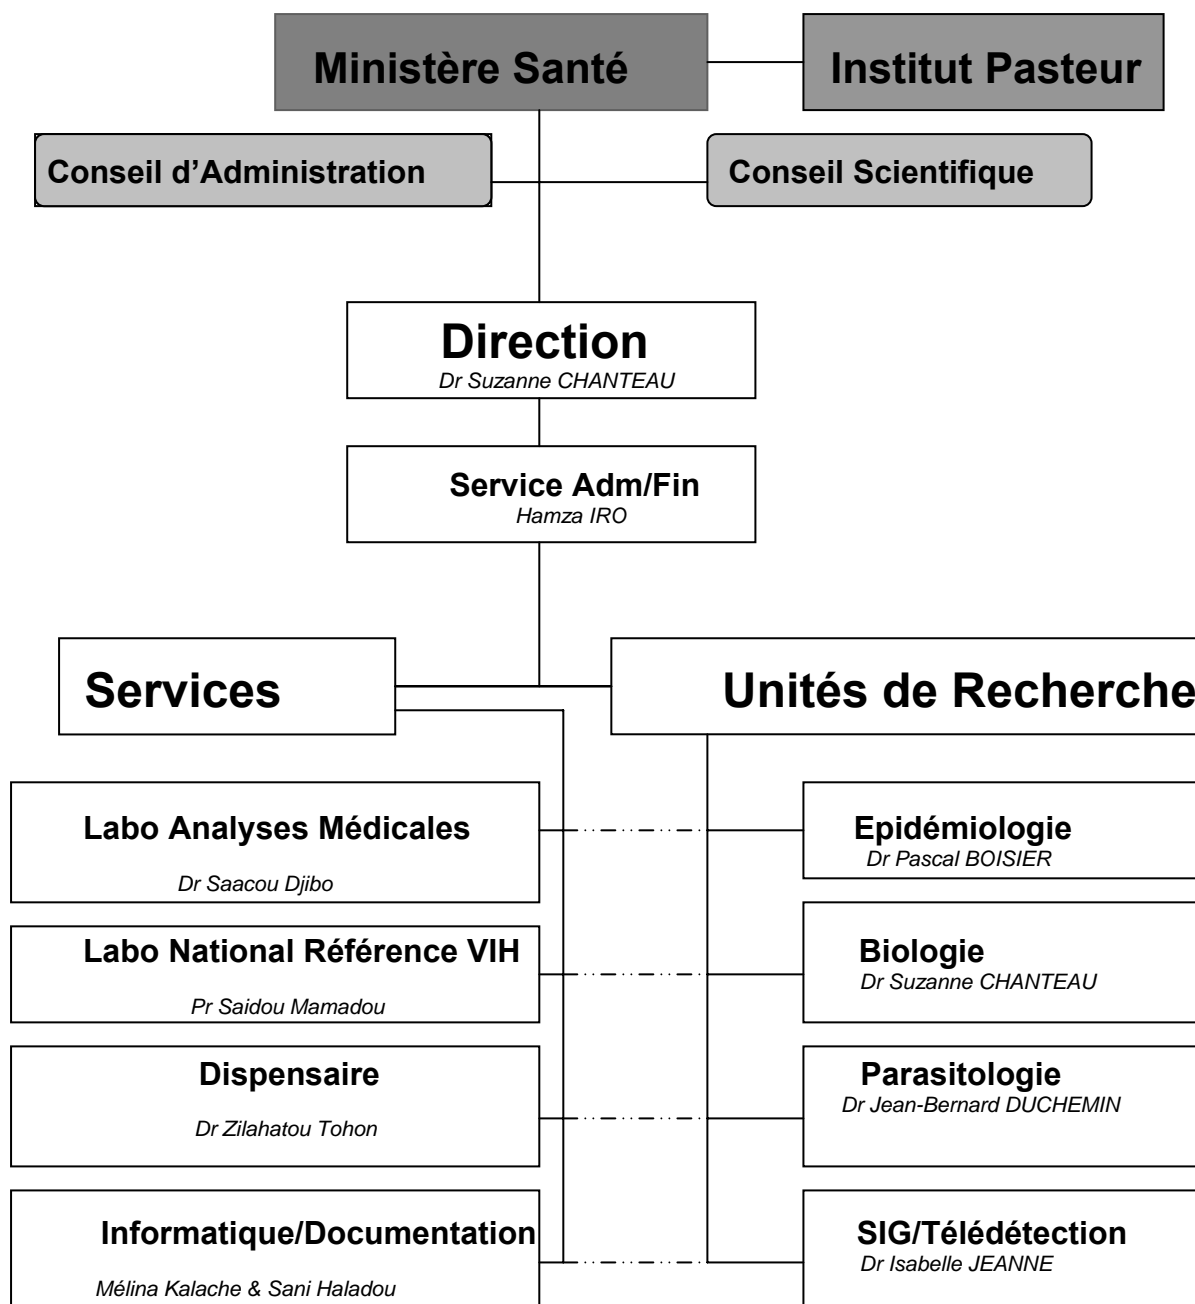 Ministère Santé
Institut Pasteur
Conseil d’Administration
Conseil Scientifique
Direction
Dr Suzanne CHANTEAU
Service Adm/Fin
Hamza IRO
Services
Unités de Recherche
Labo Analyses Médicales
Dr Saacou Djibo
Epidémiologie
Dr Pascal BOISIER
Labo National Référence VIH
Pr Saidou Mamadou
Biologie
Dr Suzanne CHANTEAU
Dispensaire
Dr Zilahatou Tohon
Parasitologie
Dr Jean-Bernard DUCHEMIN
Informatique/Documentation
Mélina Kalache & Sani Haladou
SIG/Télédétection
Dr Isabelle JEANNE